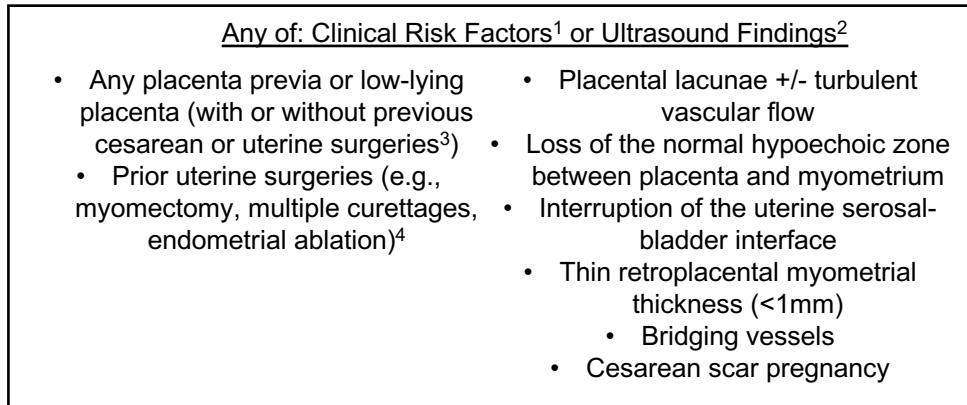 Any of: Clinical Risk Factors¹ or Ultrasound Findings²
• Any placenta previa or low-lying
placenta (with or without previous
cesarean or uterine surgeries³)
• Prior uterine surgeries (e.g.,
myomectomy, multiple curettages,
endometrial ablation)⁴
• Placental lacunae +/- turbulent
vascular flow
• Loss of the normal hypoechoic zone
between placenta and myometrium
• Interruption of the uterine serosal-
bladder interface
• Thin retroplacental myometrial
thickness (<1mm)
• Bridging vessels
• Cesarean scar pregnancy